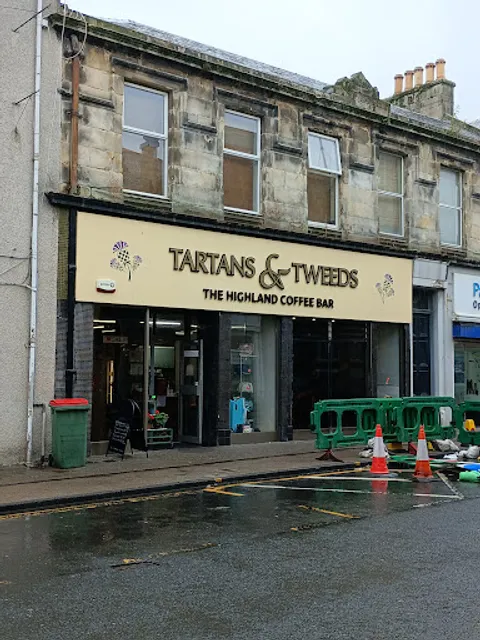 TARTANS & TWEEDS
THE HIGHLAND COFFEE BAR